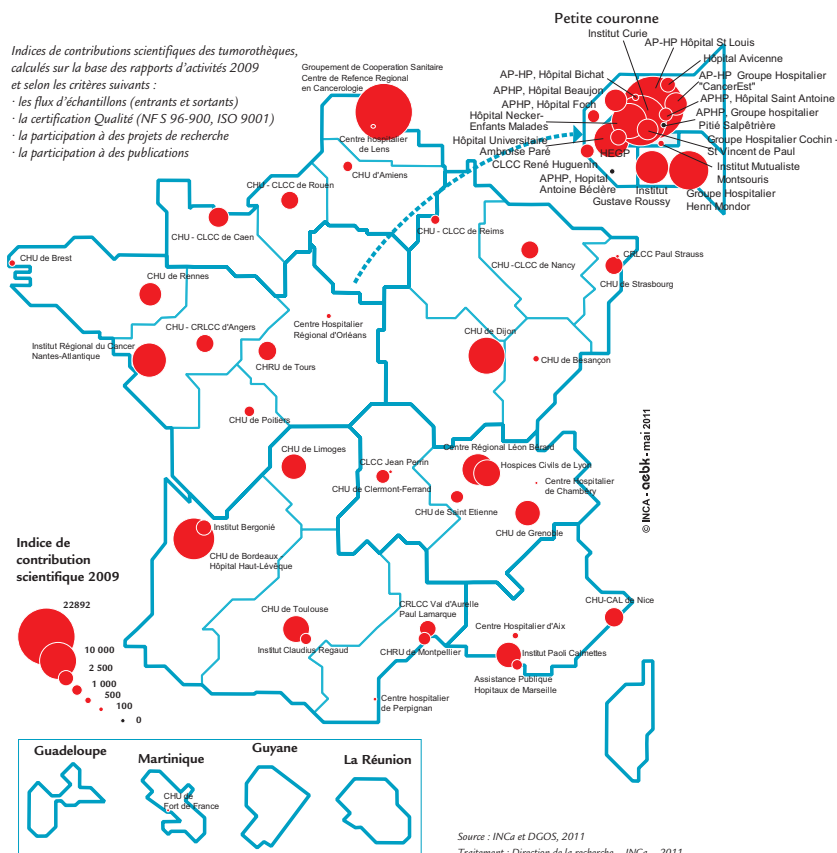 Petite couronne
Institut Curie
AP-HP Hôpital St Louis
Hôpital Avicenne
AP-HP, Hôpital Bichat
AP-HP Groupe Hospitalier
"CancerEst"
APHP, Hôpital Beaujon
APHP, Hôpital Saint Antoine
APHP, Hôpital Foch
APHP, Groupe hospitalier
Pitié Salpêtrière
Hôpital Necker-
Enfants Malades
Groupe Hospitalier Cochin -
St Vincent de Paul
Hôpital Universitaire
Ambroise Paré
HEGP
CLCC René Huguenin
Institut Mutualiste
Montsouris
APHP, Hopital
Antoine Béclère
Institut
Gustave Roussy
Groupe Hospitalier
Henri Mondor
Indices de contributions scientifiques des tumorothèques,
calculés sur la base des rapports d'activités 2009
et selon les critères suivants :
· les flux d'échantillons (entrants et sortants)
· la certification Qualité (NF S 96-900, ISO 9001)
· la participation à des projets de recherche
· la participation à des publications
Groupement de Cooperation Sanitaire
Centre de Refence Regional
en Cancerologie
Centre hospitalier
de Lens
CHU d'Amiens
CHU - CLCC de Rouen
CHU - CLCC de Caen
CHU - CLCC de Reims
CHU -CLCC de Nancy
CRLCC Paul Strauss
CHU de Strasbourg
CHU de Brest
CHU de Rennes
Institut Régional du Cancer
Nantes-Atlantique
CHU - CRLCC d'Angers
Centre Hospitalier
Régional d'Orléans
CHRU de Tours
CHU de Dijon
CHU de Besançon
CHU de Poitiers
CHU de Limoges
CLCC Jean Perrin
CHU de Clermont-Ferrand
Centre Régional Léon Bérard
Hospices Civils de Lyon
Centre Hospitalier
de Chambéry
CHU de Saint Etienne
CHU de Grenoble
© INCA - aebk - mai 2011
Institut Bergonié
CHU de Bordeaux -
Hôpital Haut-Lévêque
CHU de Toulouse
Institut Claudius Regaud
CRLCC Val d'Aurelle
Paul Lamarque
CHRU de Montpellier
Centre Hospitalier d'Aix
Institut Paoli Calmettes
Assistance Publique
Hopitaux de Marseille
CHU-CAL de Nice
Centre hospitalier
de Perpignan
Indice de
contribution
scientifique 2009
22892
10 000
2 500
1 000
500
100
0
Guadeloupe
Martinique
CHU de
Fort de France
Guyane
La Réunion
Source : INCa et DGOS, 2011
Traitement : Direction de la recherche - INCa - 2011